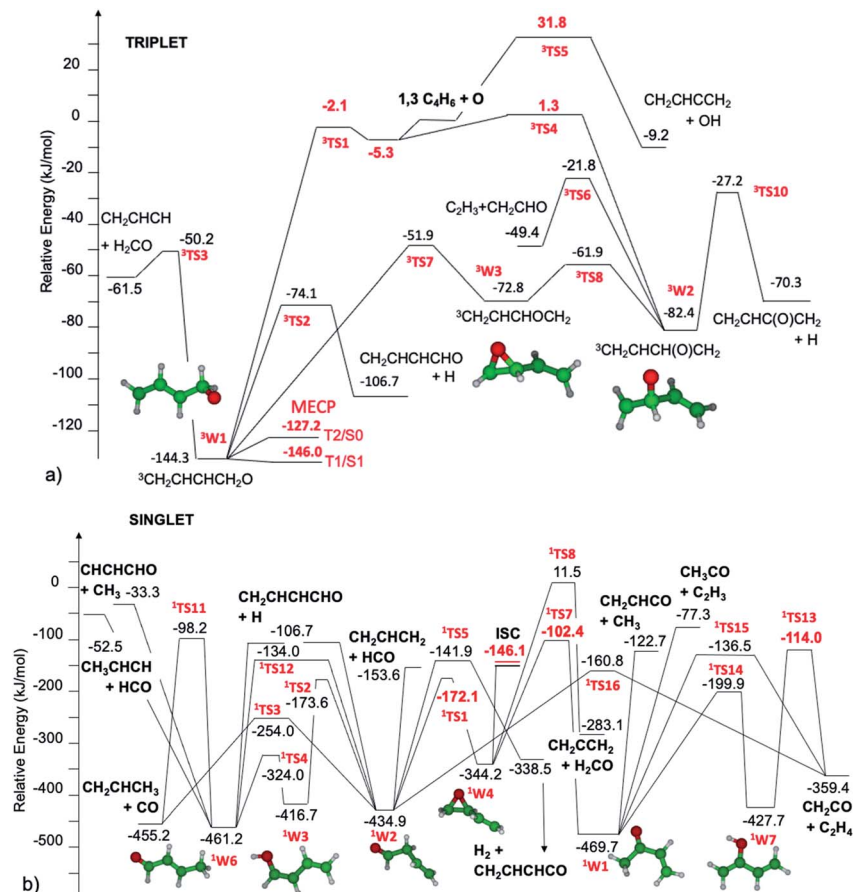 TRIPLET
31.8
³TS5
20
-2.1
1,3 C₄H₆ + O
1.3
CH₂CHCCH₂
+ OH
0
³TS1
-5.3
³TS4
-9.2
-20
-21.8
-27.2
³TS6
³TS10
C₂H₃+CH₂CHO
CH₂CHCH
+ H₂CO
-40
-50.2
-49.4
-51.9
³TS3
³TS7
³W3
-61.9
-60
-61.5
³TS8
³W2
-70.3
-74.1
-72.8
-82.4
-80
³TS2
³CH₂CHCHOCH₂
³CH₂CHCH(O)CH₂
CH₂CHC(O)CH₂
+ H
CH₂CHCHCHO
+ H
-100
-106.7
MECP
-120
³W1
-127.2
T2/S0
-144.3
-146.0
T1/S1
a)
³CH₂CHCHCH₂O
Relative Energy (kJ/mol)
SINGLET
¹TS8
0
CHCHCHO
+ CH₃
-33.3
11.5
CH₃CO
+ C₂H₃
¹TS11
CH₂CHCHCHO
+ H
¹TS7
CH₂CHCO
+ CH₃
-52.5
-98.2
¹TS5
ISC
-77.3
¹TS13
-100
-106.7
CH₂CHCH₂
+ HCO
-102.4
¹TS15
-114.0
CH₃CHCH
+ HCO
-134.0
-141.9
-146.1
-122.7
-136.5
¹TS12
-153.6
-160.8
¹TS14
-200
¹TS2
-173.6
-172.1
¹TS16
-199.9
¹TS3
¹TS1
-254.0
-283.1
-300
¹TS4
-324.0
-344.2
-338.5
CH₂CCH₂
+ H₂CO
-359.4
CH₂CHCH₃
+ CO
¹W4
CH₂CO
+ C₂H₄
-400
-416.7
-434.9
-427.7
-455.2
-461.2
¹W3
¹W2
-469.7
¹W7
-500
¹W6
H₂ +
CH₂CHCHCO
¹W1
b)
Relative Energy (kJ/mol)